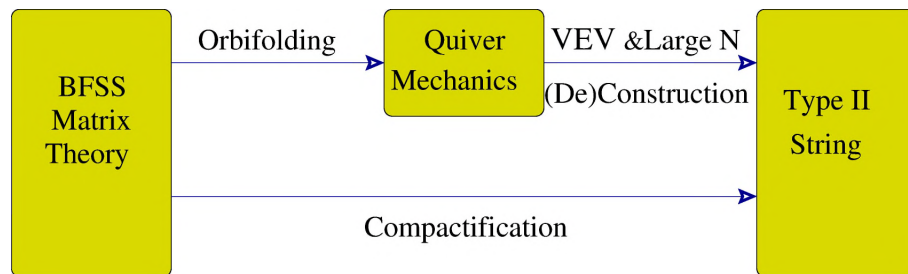 BFSS
Matrix
Theory
Orbifolding
Quiver
Mechanics
VEV &Large N
(De)Construction
Type II
String
Compactification